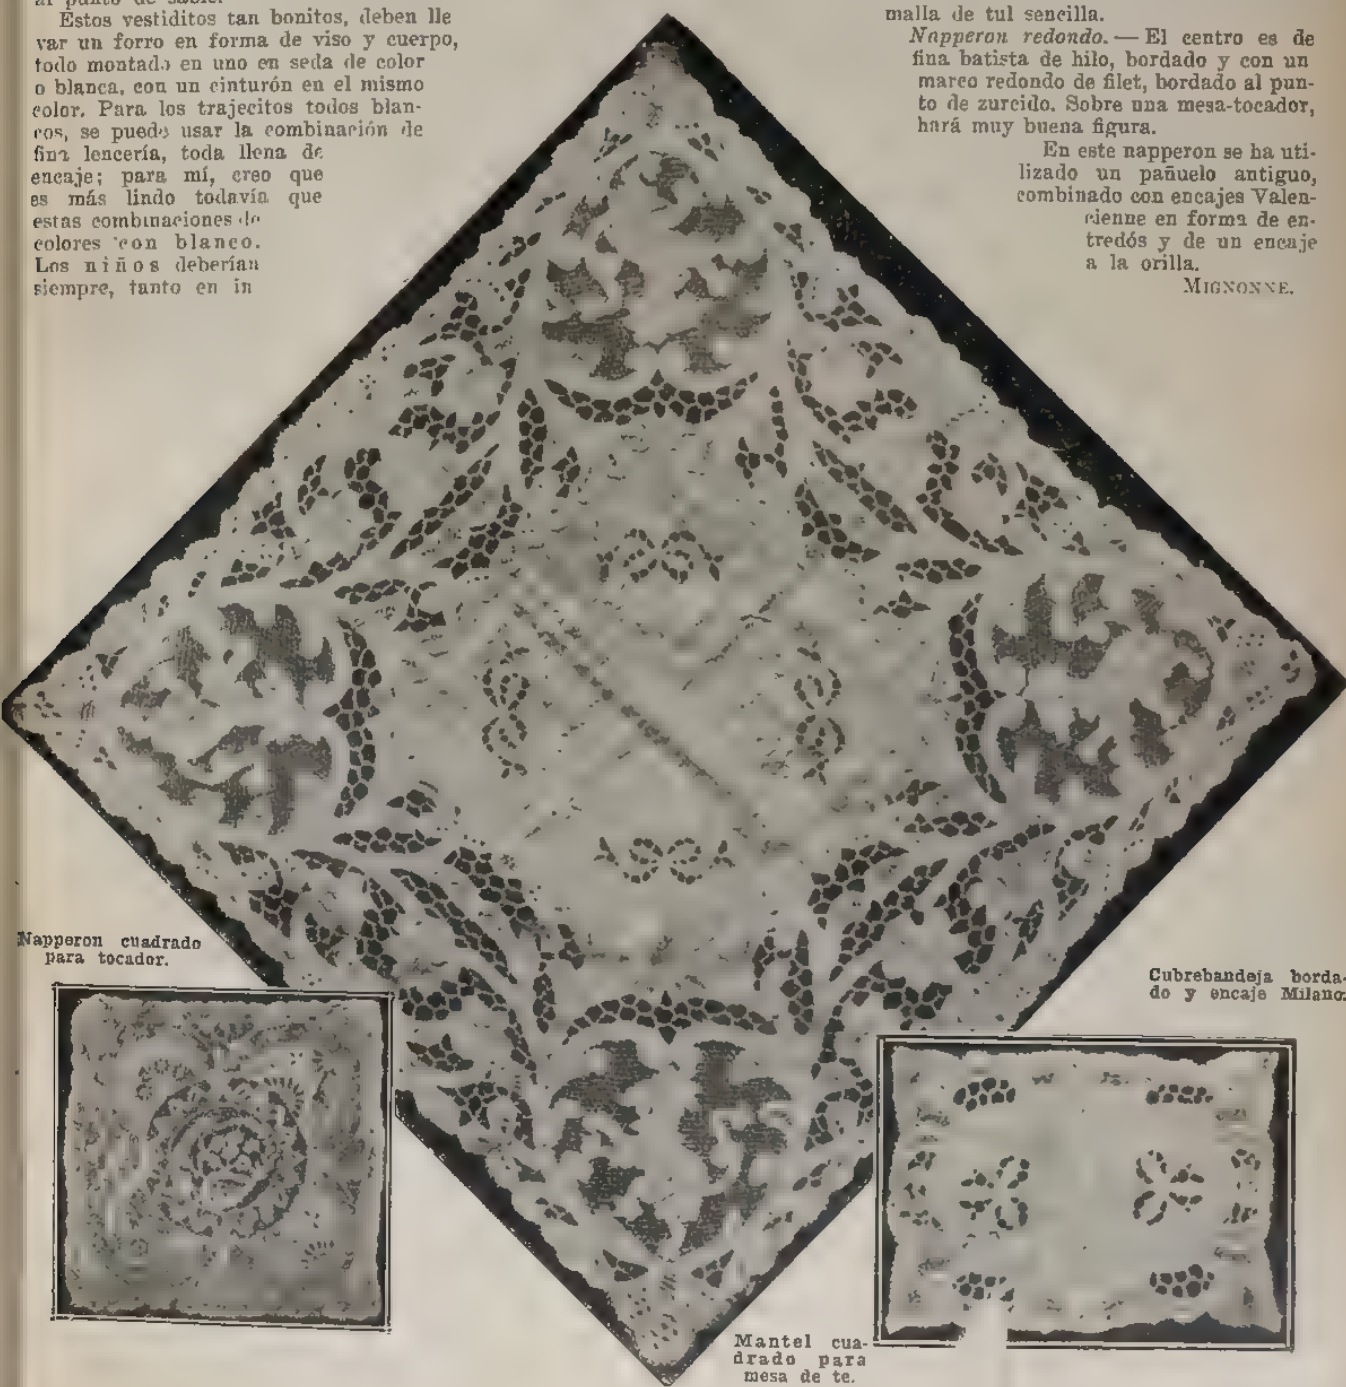 al punto de sable.
Estos vestiditos tan bonitos, deben lle
var un forro en forma de viso y cuerpo,
todo montado en uno en seda de color
o blanca, con un cinturón en el mismo
color. Para los trajecitos todos blan-
cos, se puede usar la combinación de
fina lencería, toda llena de
encaje; para mí, creo que
es más lindo todavía que
estas combinaciones de
colores con blanco.
Los niños deberían
siempre, tanto en in
malla de tul sencilla.
Napperon redondo. — El centro es de
fina batista de hilo, bordado y con un
marco redondo de filet, bordado al pun-
to de zurcido. Sobre una mesa-tocador,
hará muy buena figura.
En este napperon se ha uti-
lizado un pañuelo antiguo,
combinado con encajes Valen-
cienne en forma de en-
tredós y de un encaje
a la orilla.
MIGNONNE.
Napperon cuadrado
para tocador.
Cubrebandeja borda-
do y encaje Milano.
Mantel cua-
drado para
mesa de te.